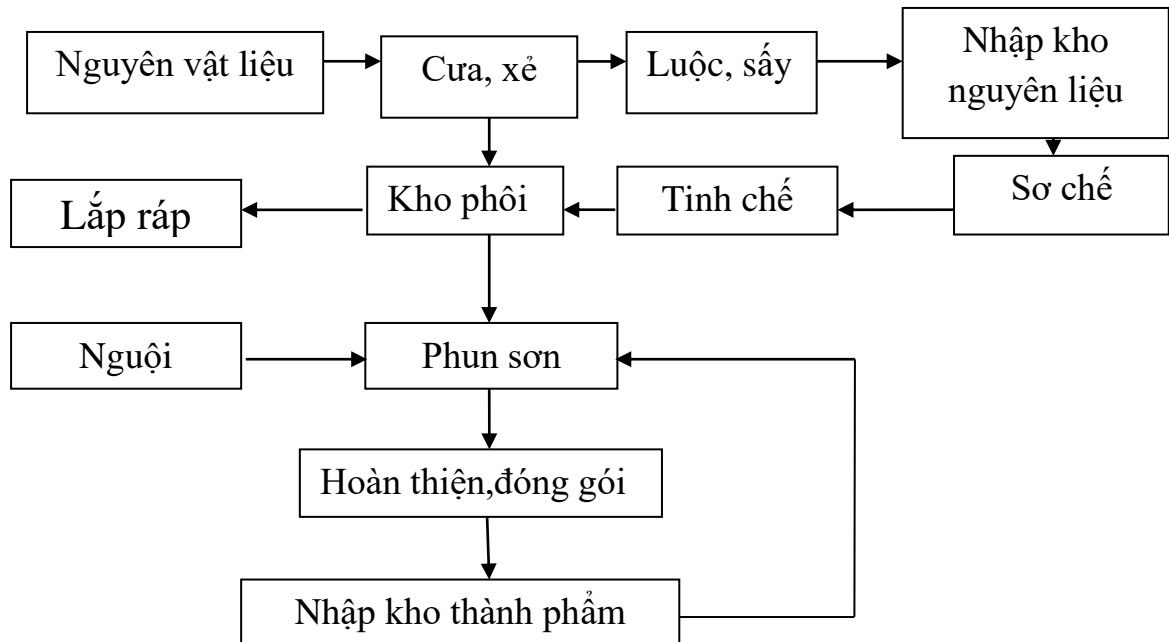 Nguyên vật liệu
Cưa, xẻ
Luộc, sấy
Nhập kho
nguyên liệu
Lắp ráp
Kho phôi
Tinh chế
Sơ chế
Nguội
Phun sơn
Hoàn thiện,đóng gói
Nhập kho thành phẩm